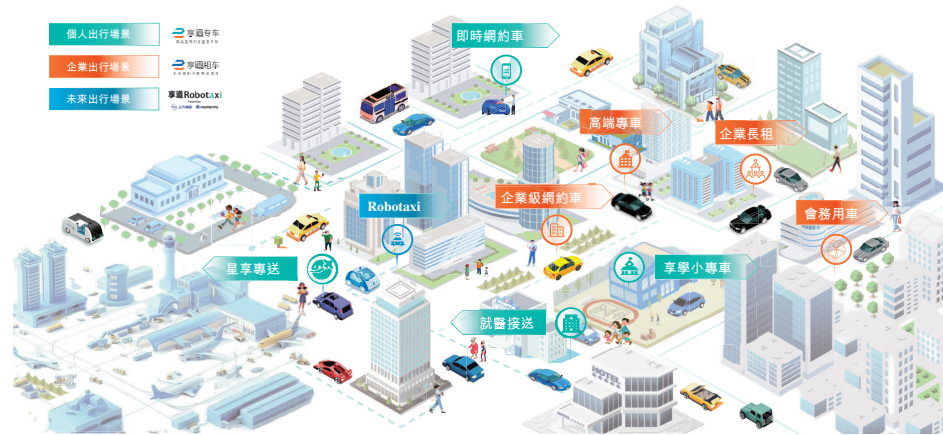 個人出行場景
享道专车
企業出行場景
享道租车
未來出行場景
享道Robotaxi
momenta
即時網約車
高端專車
企業長租
Robotaxi
企業級網約車
會務用車
星享專送
享學小專車
就醫接送
HOTEL